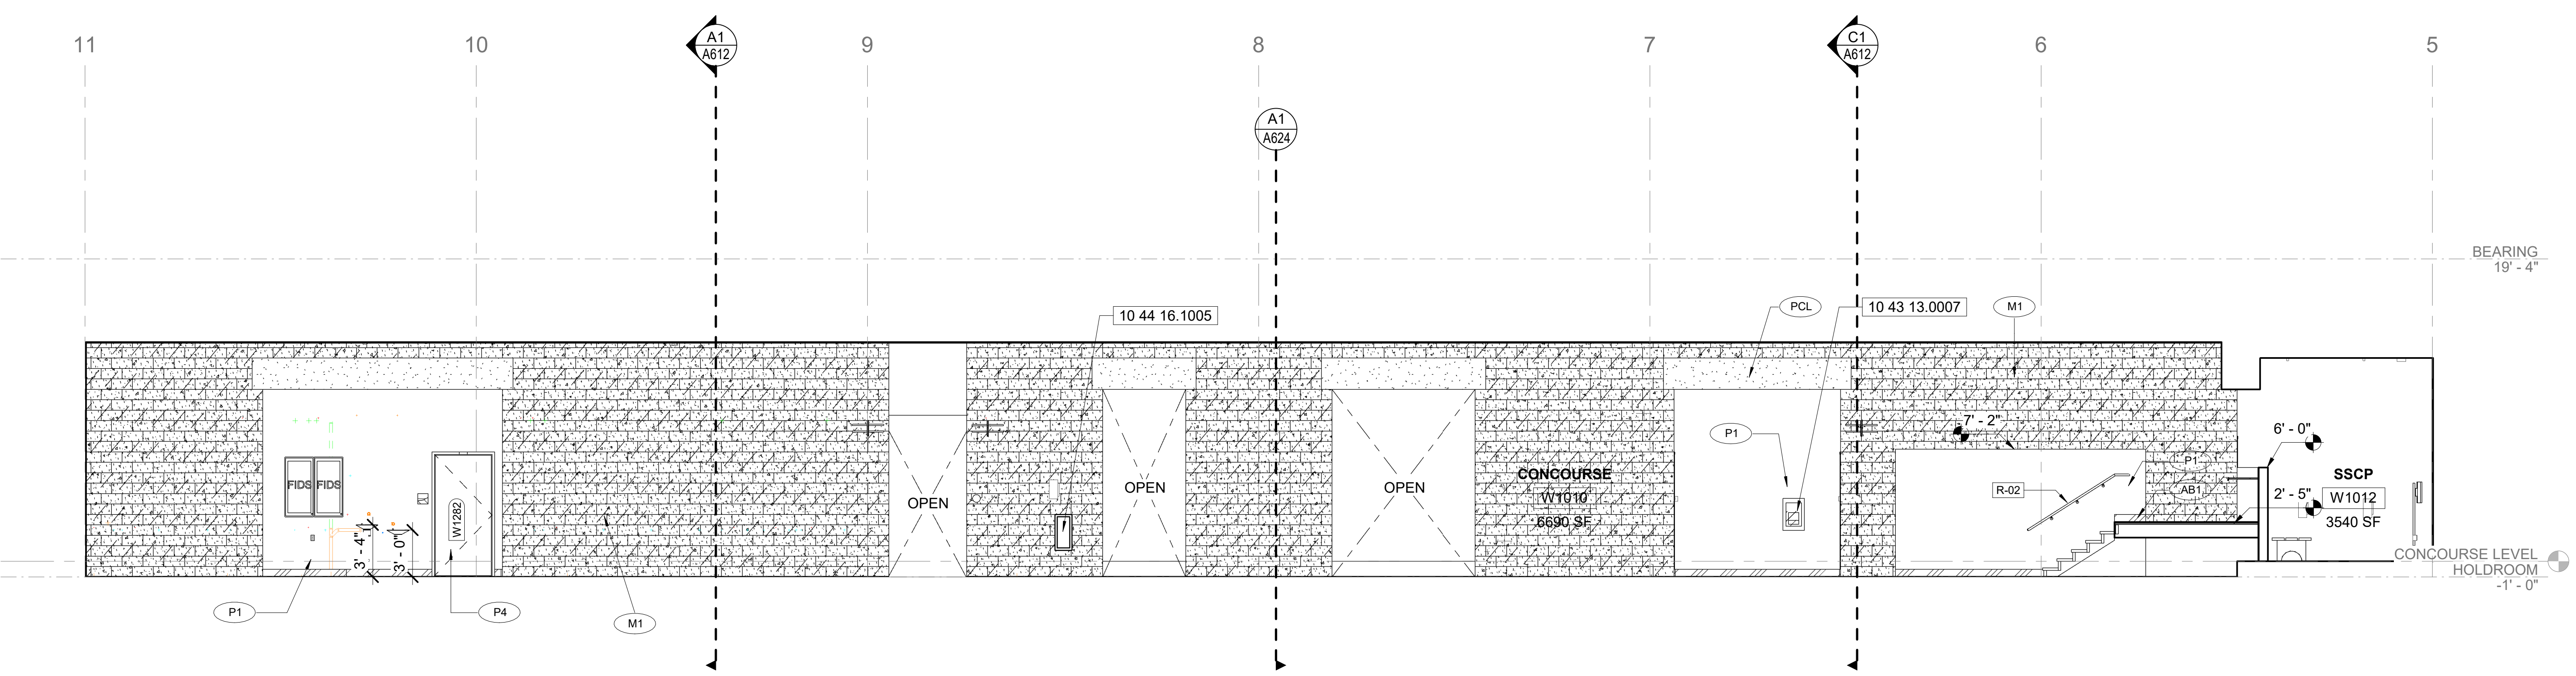 11
10
A1
A612
9
8
A1
A624
7
C1
A612
6
5
BEARING
19' - 4"
10 44 16.1005
PCL
10 43 13.0007
M1
7' - 2"
6' - 0"
P1
P1
CONCOURSE
W1010
6690 SF
SSCP
W1012
3540 SF
FIDS FIDS
OPEN
OPEN
OPEN
R-02
AB1
2' - 5"
W1282
3' - 4"
3' - 0"
CONCOURSE LEVEL
HOLDROOM
-1' - 0"
P1
P4
M1